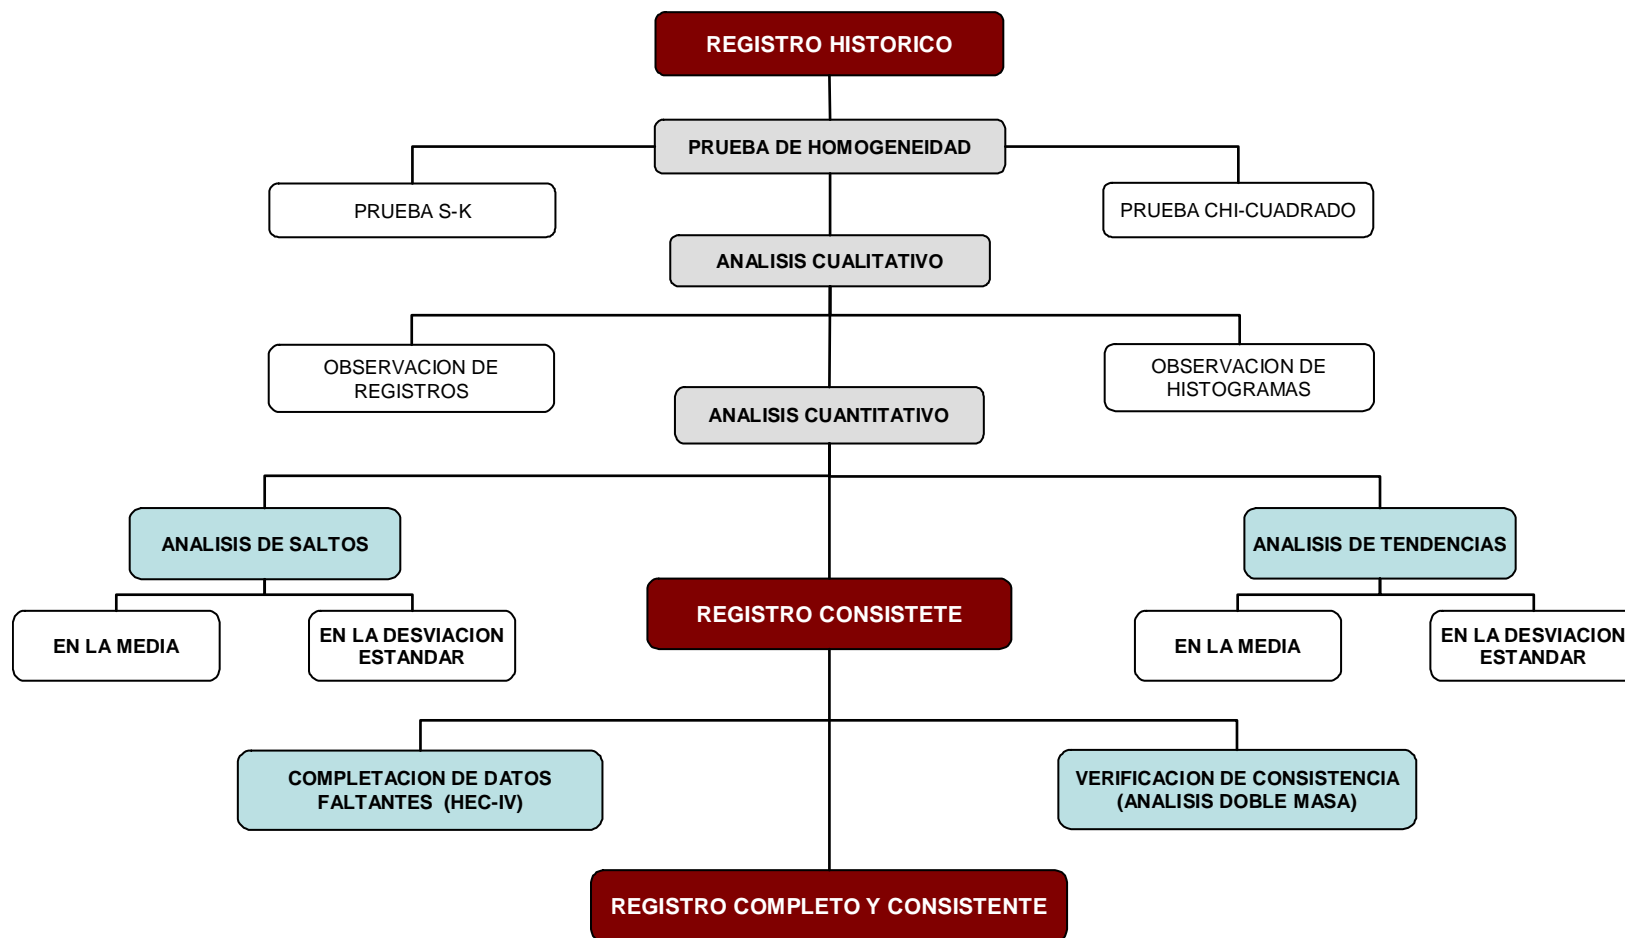 REGISTRO HISTORICO
PRUEBA DE HOMOGENEIDAD
PRUEBA S-K
PRUEBA CHI-CUADRADO
ANALISIS CUALITATIVO
OBSERVACION DE
REGISTROS
OBSERVACION DE
HISTOGRAMAS
ANALISIS CUANTITATIVO
ANALISIS DE SALTOS
ANALISIS DE TENDENCIAS
REGISTRO CONSISTETE
EN LA MEDIA
EN LA DESVIACION
ESTANDAR
EN LA MEDIA
EN LA DESVIACION
ESTANDAR
COMPLETACION DE DATOS
FALTANTES (HEC-IV)
VERIFICACION DE CONSISTENCIA
(ANALISIS DOBLE MASA)
REGISTRO COMPLETO Y CONSISTENTE